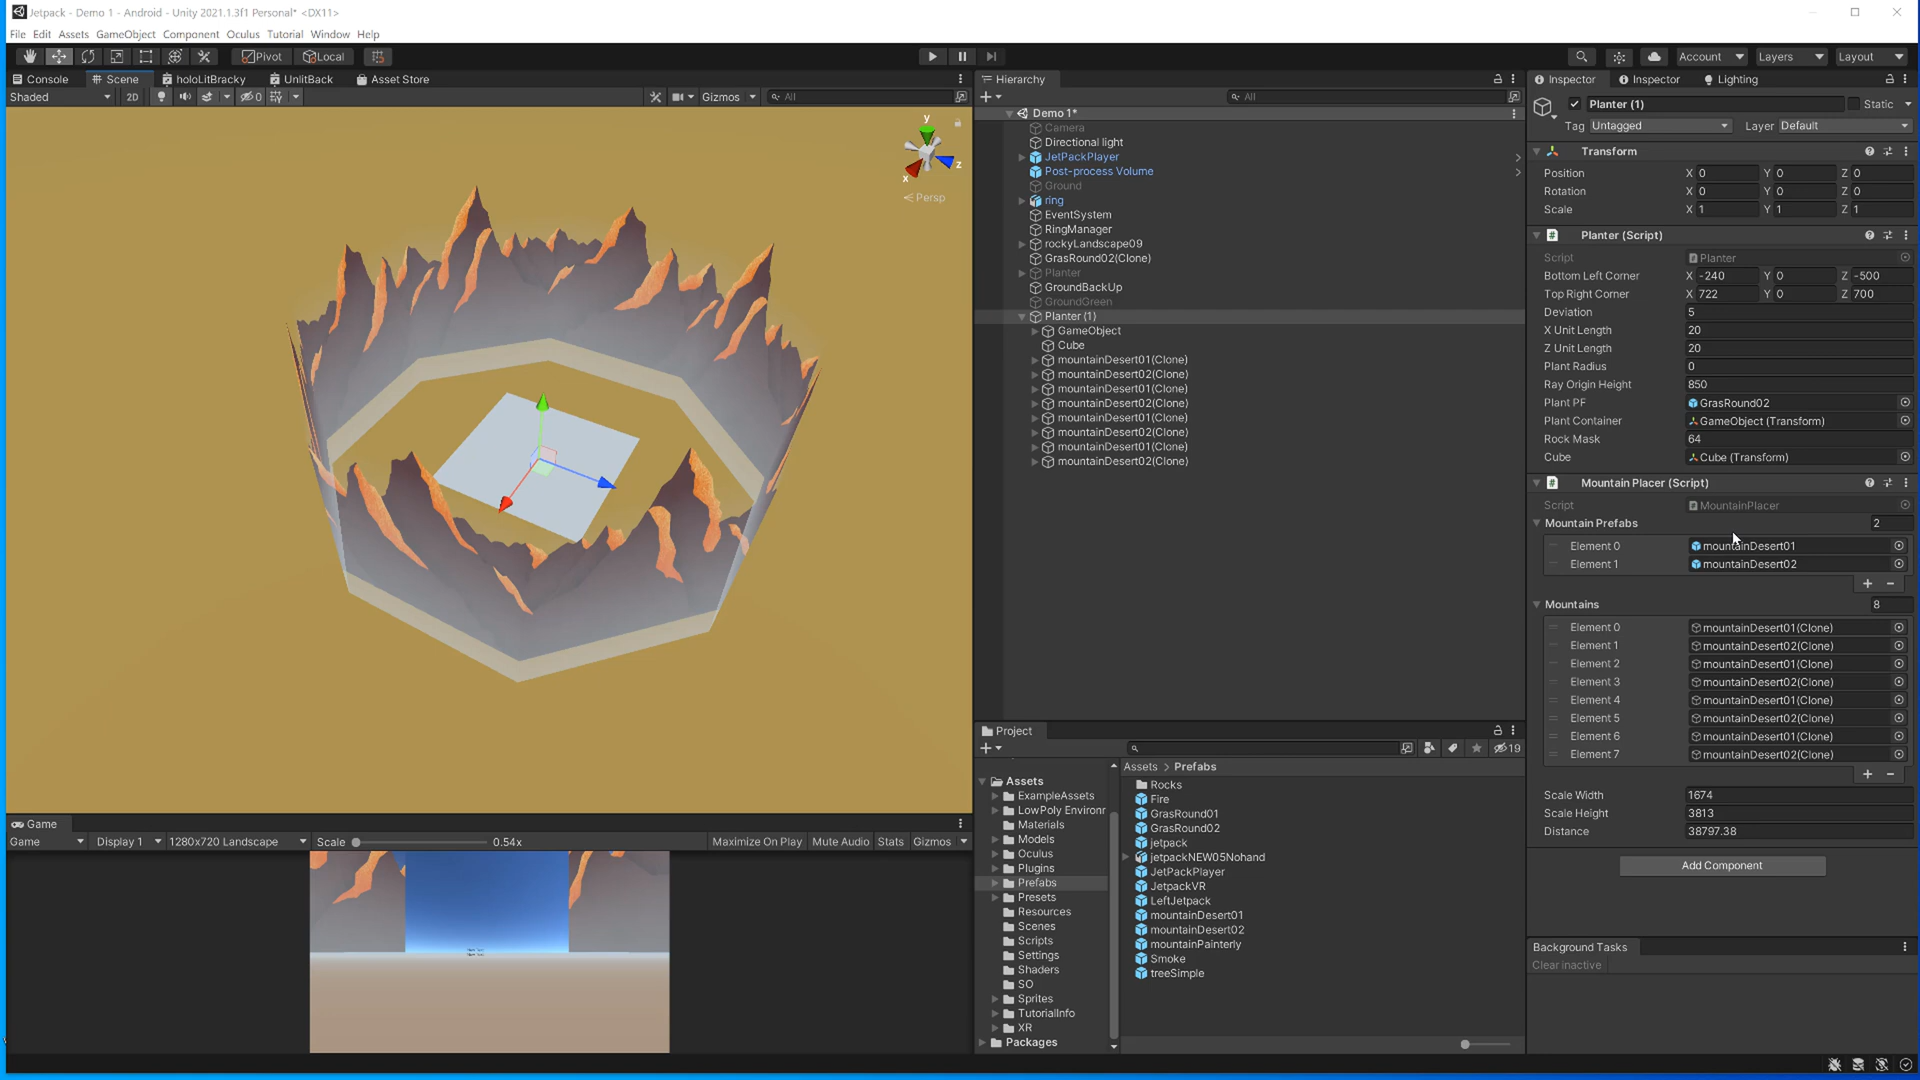 Jetpack - Demo 1 - Android - Unity 2021.1.3f1 Personal* <DX11>
File Edit Assets GameObject Component Oculus Tutorial Window Help
Pivot Local Account Layers Layout
Console Scene holoLitBracky UnlitBack Asset Store
Shaded 2D 0 Gizmos All
y
z
x
Persp
Hierarchy
All
Demo 1*
Camera
Directional light
JetPackPlayer
Post-process Volume
Ground
ring
EventSystem
RingManager
rockyLandscape09
GrasRound02(Clone)
Planter
GroundBackUp
GroundGreen
Planter (1)
GameObject
Cube
mountainDesert01(Clone)
mountainDesert02(Clone)
mountainDesert01(Clone)
mountainDesert02(Clone)
mountainDesert01(Clone)
mountainDesert02(Clone)
mountainDesert01(Clone)
mountainDesert02(Clone)
Inspector Inspector Lighting
Planter (1) Static
Tag Untagged Layer Default
Transform
Position X 0 Y 0 Z 0
Rotation X 0 Y 0 Z 0
Scale X 1 Y 1 Z 1
Planter (Script)
Script Planter
Bottom Left Corner X -240 Y 0 Z -500
Top Right Corner X 722 Y 0 Z 700
Deviation 5
X Unit Length 20
Z Unit Length 20
Plant Radius 0
Ray Origin Height 850
Plant PF GrasRound02
Plant Container GameObject (Transform)
Rock Mask 64
Cube Cube (Transform)
Mountain Placer (Script)
Script MountainPlacer
Mountain Prefabs 2
Element 0 mountainDesert01
Element 1 mountainDesert02
+ −
Mountains 8
Element 0 mountainDesert01(Clone)
Element 1 mountainDesert02(Clone)
Element 2 mountainDesert01(Clone)
Element 3 mountainDesert02(Clone)
Element 4 mountainDesert01(Clone)
Element 5 mountainDesert02(Clone)
Element 6 mountainDesert01(Clone)
Element 7 mountainDesert02(Clone)
+ −
Scale Width 1674
Scale Height 3813
Distance 38797.38
Add Component
Background Tasks
Clear inactive
Project
19
Assets
ExampleAssets
LowPoly Environr
Materials
Models
Oculus
Plugins
Prefabs
Presets
Resources
Scenes
Scripts
Settings
Shaders
SO
Sprites
TutorialInfo
XR
Packages
Assets > Prefabs
Rocks
Fire
GrasRound01
GrasRound02
jetpack
jetpackNEW05Nohand
JetPackPlayer
JetpackVR
LeftJetpack
mountainDesert01
mountainDesert02
mountainPainterly
Smoke
treeSimple
Game
Game Display 1 1280x720 Landscape Scale 0.54x Maximize On Play Mute Audio Stats Gizmos